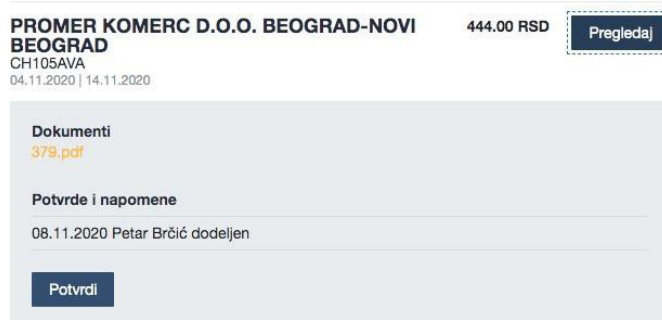 PROMER KOMERC D.O.O. BEOGRAD-NOVI
BEOGRAD
444.00 RSD
Pregledaj
CH105AVA
04.11.2020 | 14.11.2020
Dokumenti
379.pdf
Potvrde i napomene
08.11.2020 Petar Brčić dodeljen
Potvrdi